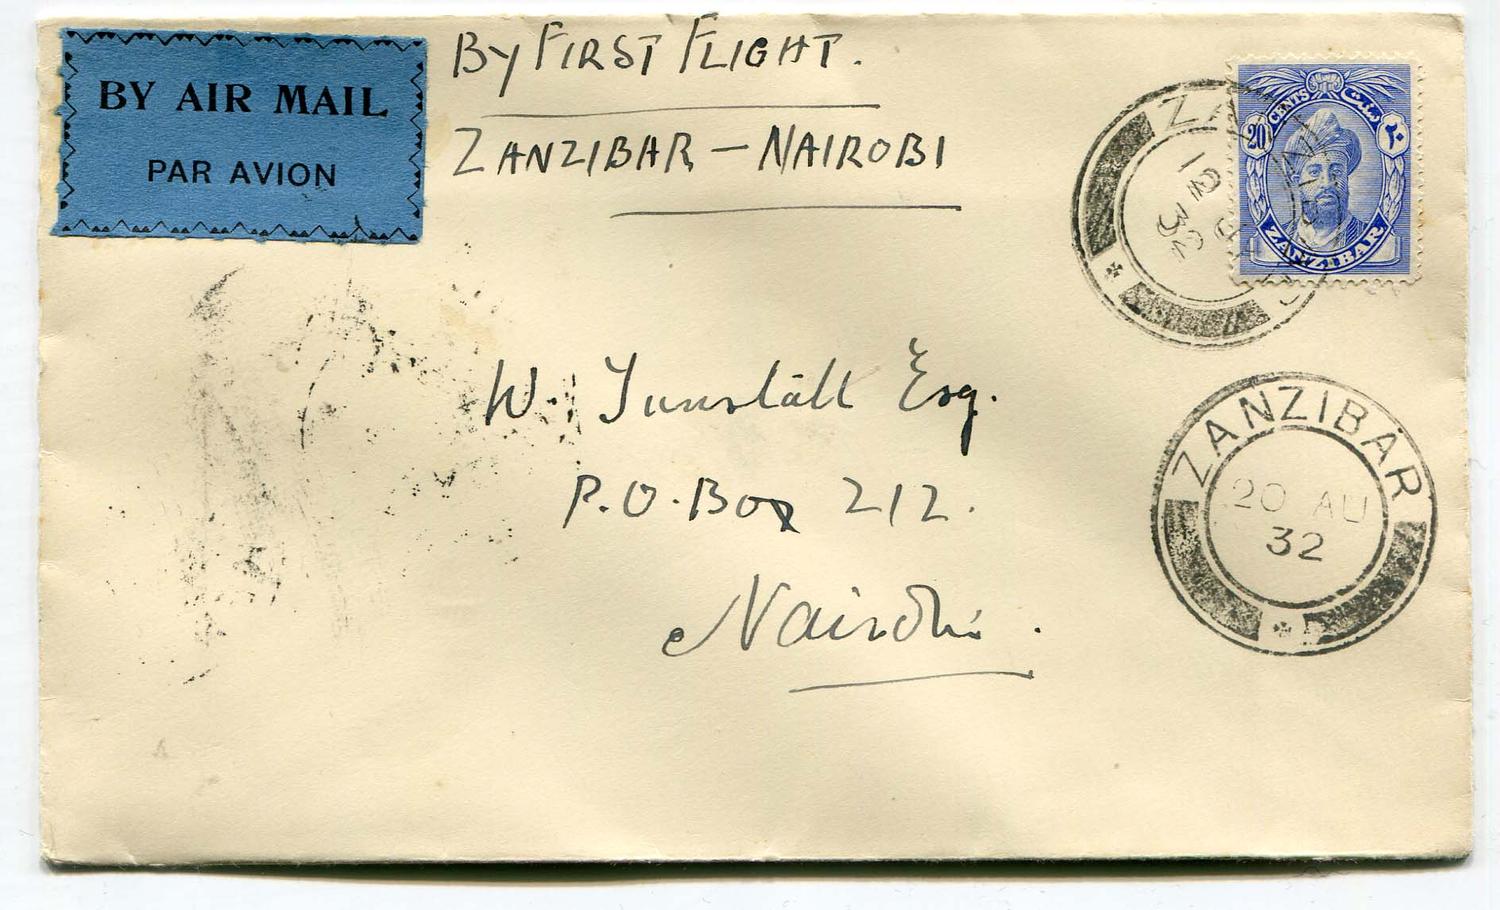 BY AIR MAIL
PAR AVION
By FIRST FLIGHT.
ZANZIBAR – NAIROBI
20 CENTS ٢٠
ZANZIBAR
W. Tunstall Esq.
P.O. Box 212.
Nairobi.
ZANZIBAR
20 AU
32